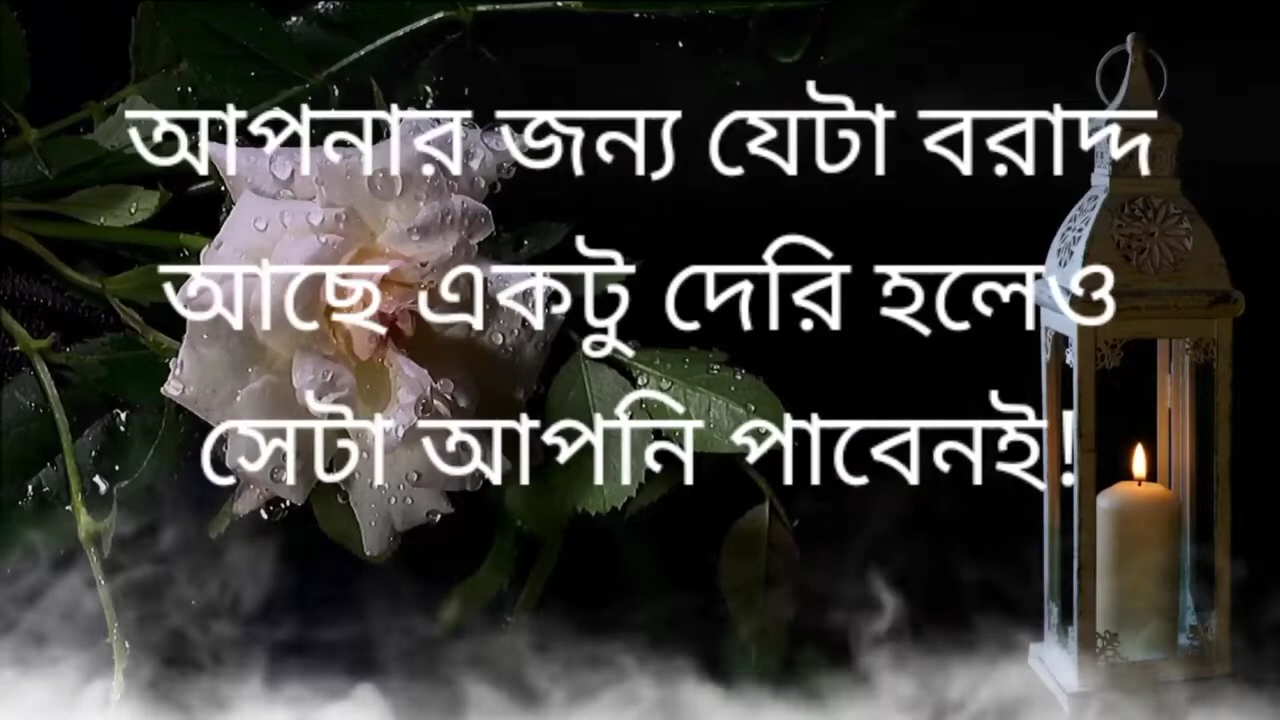 আপনার জন্য যেটা বরাদ্দ
আছে একটু দেরি হলেও
সেটা আপনি পাবেনই!